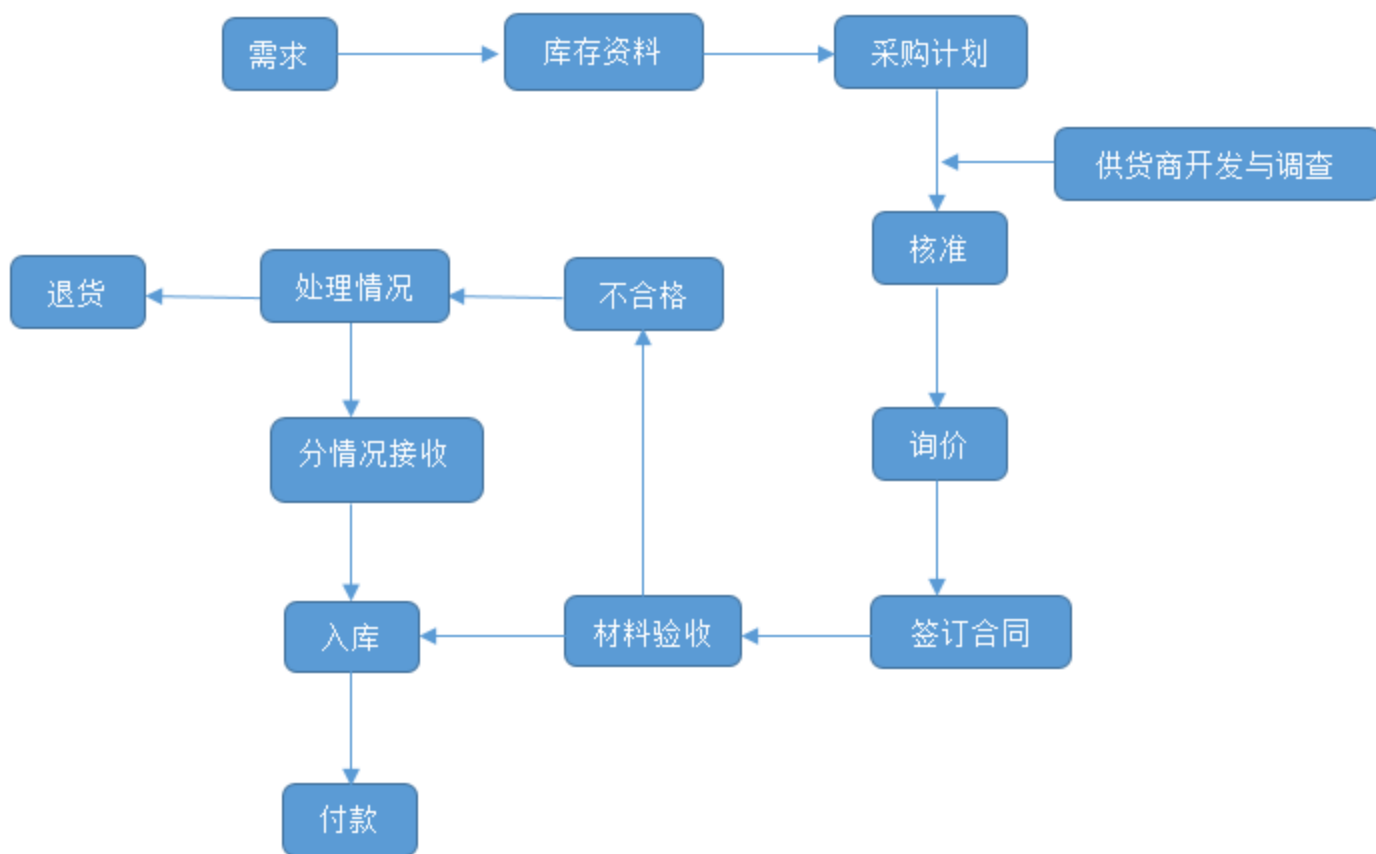 需求
库存资料
采购计划
供货商开发与调查
核准
退货
处理情况
不合格
分情况接收
询价
入库
材料验收
签订合同
付款